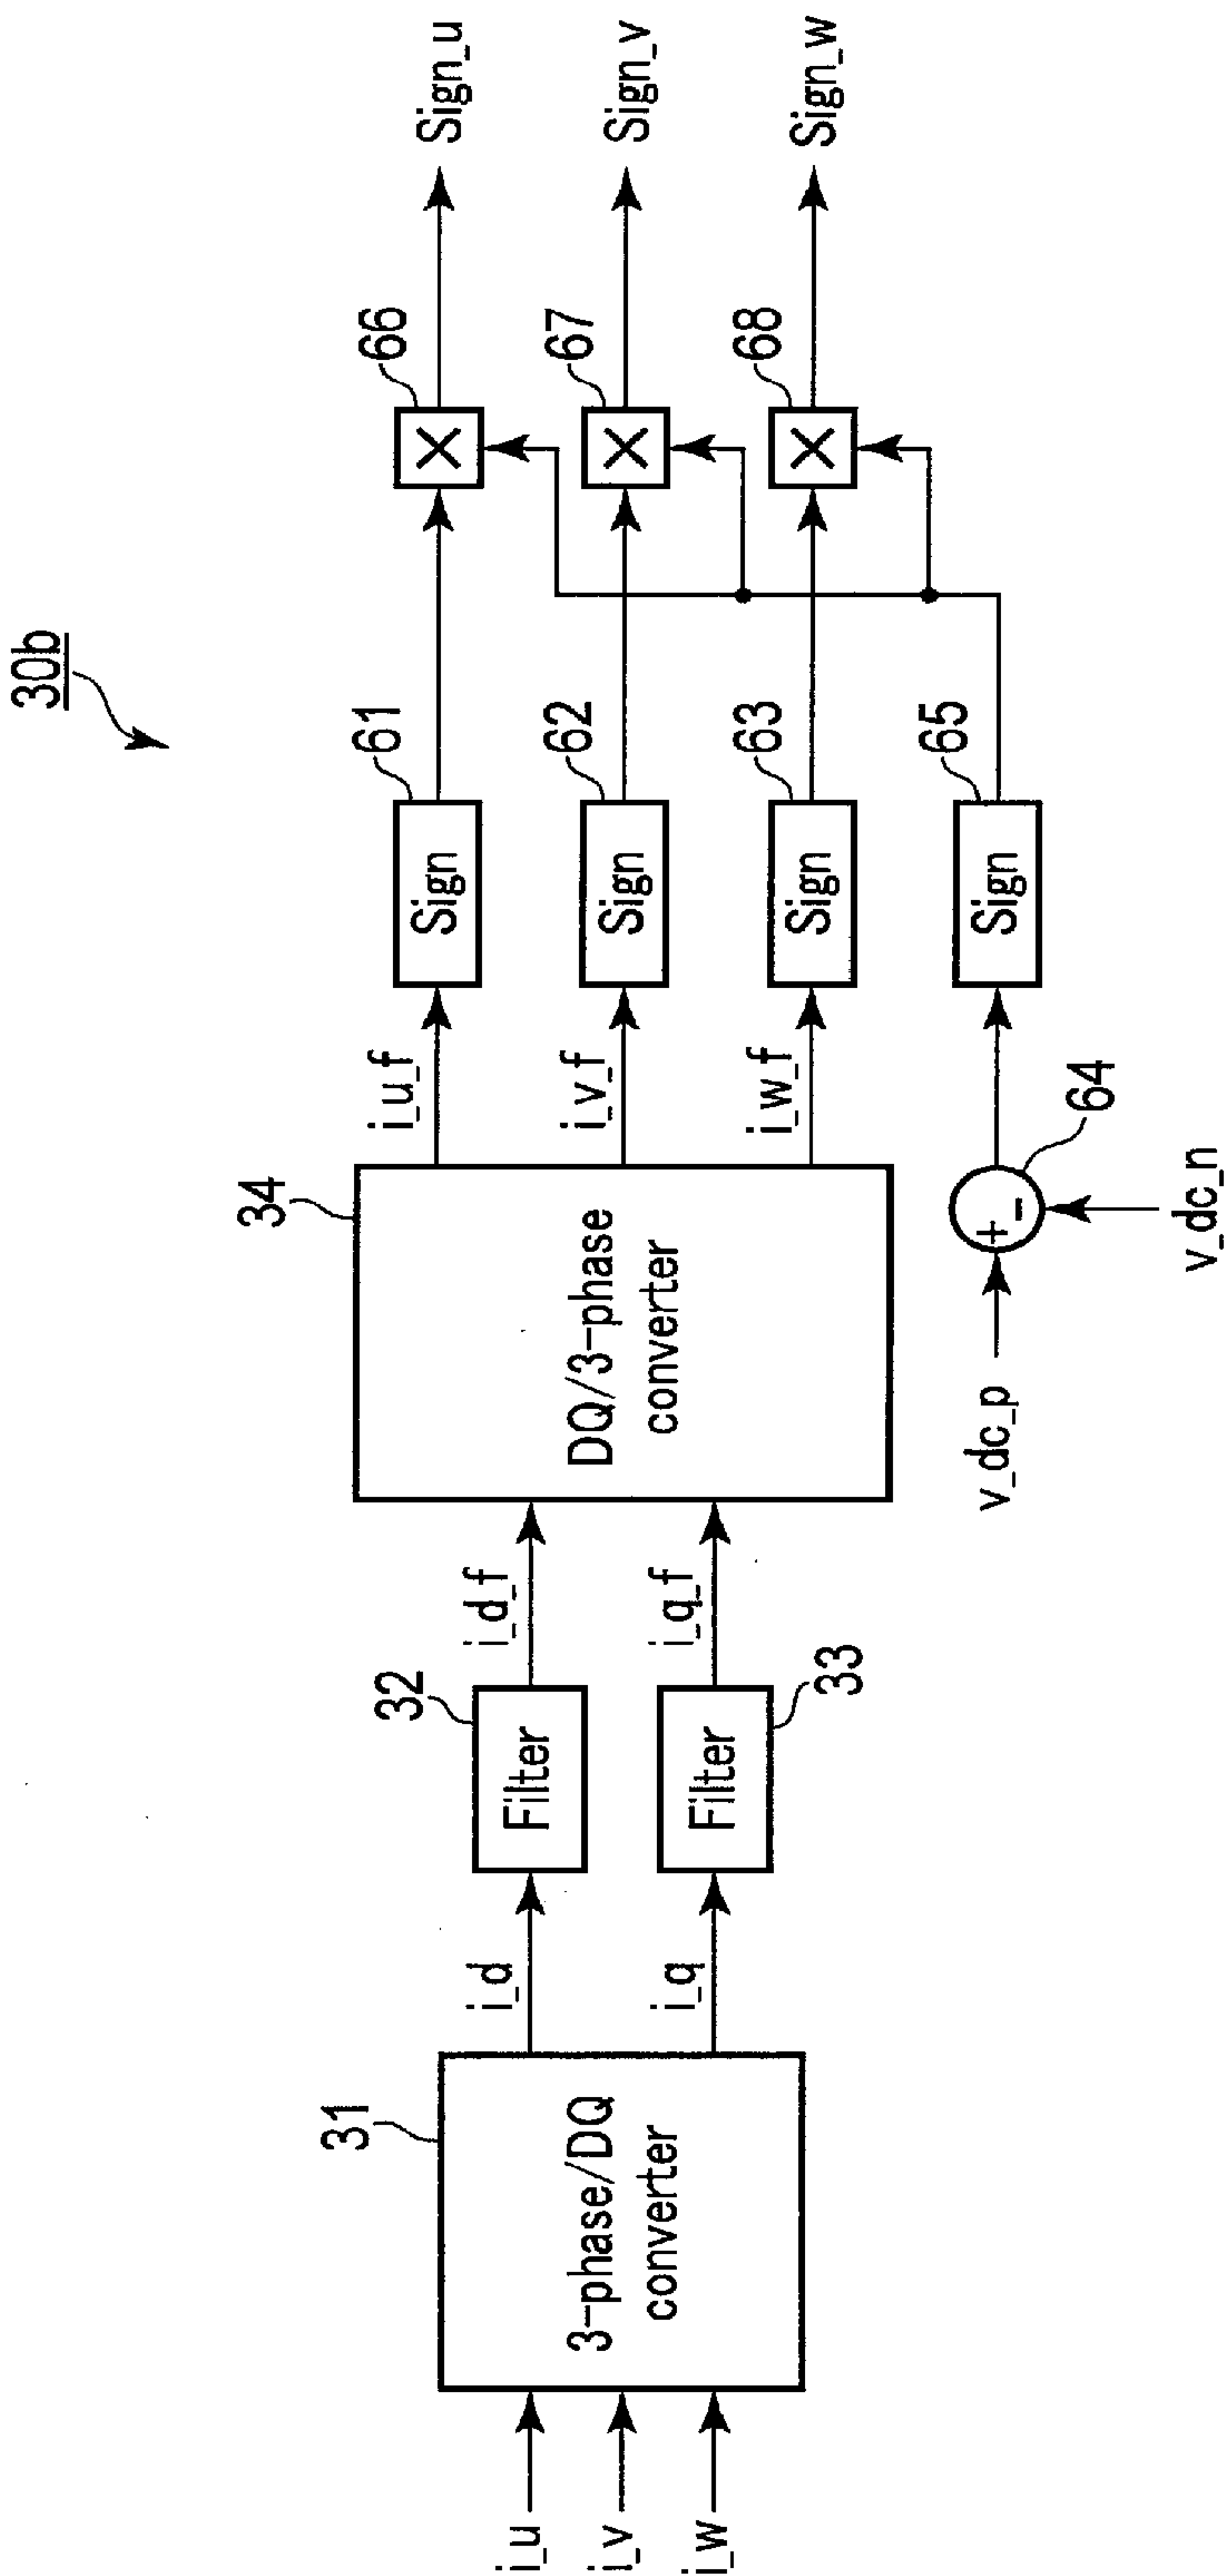 30b
i_u
i_v
i_w
31
3-phase/DQ
converter
i_d
i_q
32
Filter
33
Filter
i_d_f
i_q_f
34
DQ/3-phase
converter
i_u_f
i_v_f
i_w_f
v_dc_p
v_dc_n
+
-
64
61
Sign
62
Sign
63
Sign
65
Sign
66
X
67
X
68
X
Sign_u
Sign_v
Sign_w